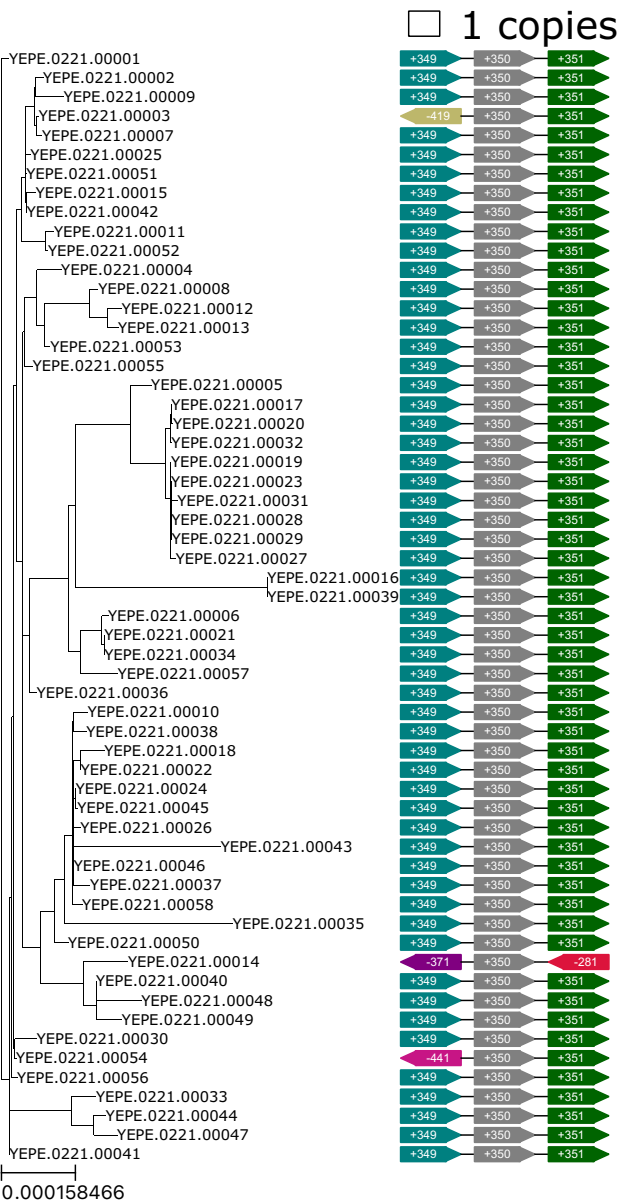 1 copies
YEPE.0221.00001 +349 +350 +351
YEPE.0221.00002 +349 +350 +351
YEPE.0221.00009 +349 +350 +351
YEPE.0221.00003 -419 +350 +351
YEPE.0221.00007 +349 +350 +351
YEPE.0221.00025 +349 +350 +351
YEPE.0221.00051 +349 +350 +351
YEPE.0221.00015 +349 +350 +351
YEPE.0221.00042 +349 +350 +351
YEPE.0221.00011 +349 +350 +351
YEPE.0221.00052 +349 +350 +351
YEPE.0221.00004 +349 +350 +351
YEPE.0221.00008 +349 +350 +351
YEPE.0221.00012 +349 +350 +351
YEPE.0221.00013 +349 +350 +351
YEPE.0221.00053 +349 +350 +351
YEPE.0221.00055 +349 +350 +351
YEPE.0221.00005 +349 +350 +351
YEPE.0221.00017 +349 +350 +351
YEPE.0221.00020 +349 +350 +351
YEPE.0221.00032 +349 +350 +351
YEPE.0221.00019 +349 +350 +351
YEPE.0221.00023 +349 +350 +351
YEPE.0221.00031 +349 +350 +351
YEPE.0221.00028 +349 +350 +351
YEPE.0221.00029 +349 +350 +351
YEPE.0221.00027 +349 +350 +351
YEPE.0221.00016 +349 +350 +351
YEPE.0221.00039 +349 +350 +351
YEPE.0221.00006 +349 +350 +351
YEPE.0221.00021 +349 +350 +351
YEPE.0221.00034 +349 +350 +351
YEPE.0221.00057 +349 +350 +351
YEPE.0221.00036 +349 +350 +351
YEPE.0221.00010 +349 +350 +351
YEPE.0221.00038 +349 +350 +351
YEPE.0221.00018 +349 +350 +351
YEPE.0221.00022 +349 +350 +351
YEPE.0221.00024 +349 +350 +351
YEPE.0221.00045 +349 +350 +351
YEPE.0221.00026 +349 +350 +351
YEPE.0221.00043 +349 +350 +351
YEPE.0221.00046 +349 +350 +351
YEPE.0221.00037 +349 +350 +351
YEPE.0221.00058 +349 +350 +351
YEPE.0221.00035 +349 +350 +351
YEPE.0221.00050 +349 +350 +351
YEPE.0221.00014 -371 +350 -281
YEPE.0221.00040 +349 +350 +351
YEPE.0221.00048 +349 +350 +351
YEPE.0221.00049 +349 +350 +351
YEPE.0221.00030 +349 +350 +351
YEPE.0221.00054 -441 +350 +351
YEPE.0221.00056 +349 +350 +351
YEPE.0221.00033 +349 +350 +351
YEPE.0221.00044 +349 +350 +351
YEPE.0221.00047 +349 +350 +351
YEPE.0221.00041 +349 +350 +351
0.000158466